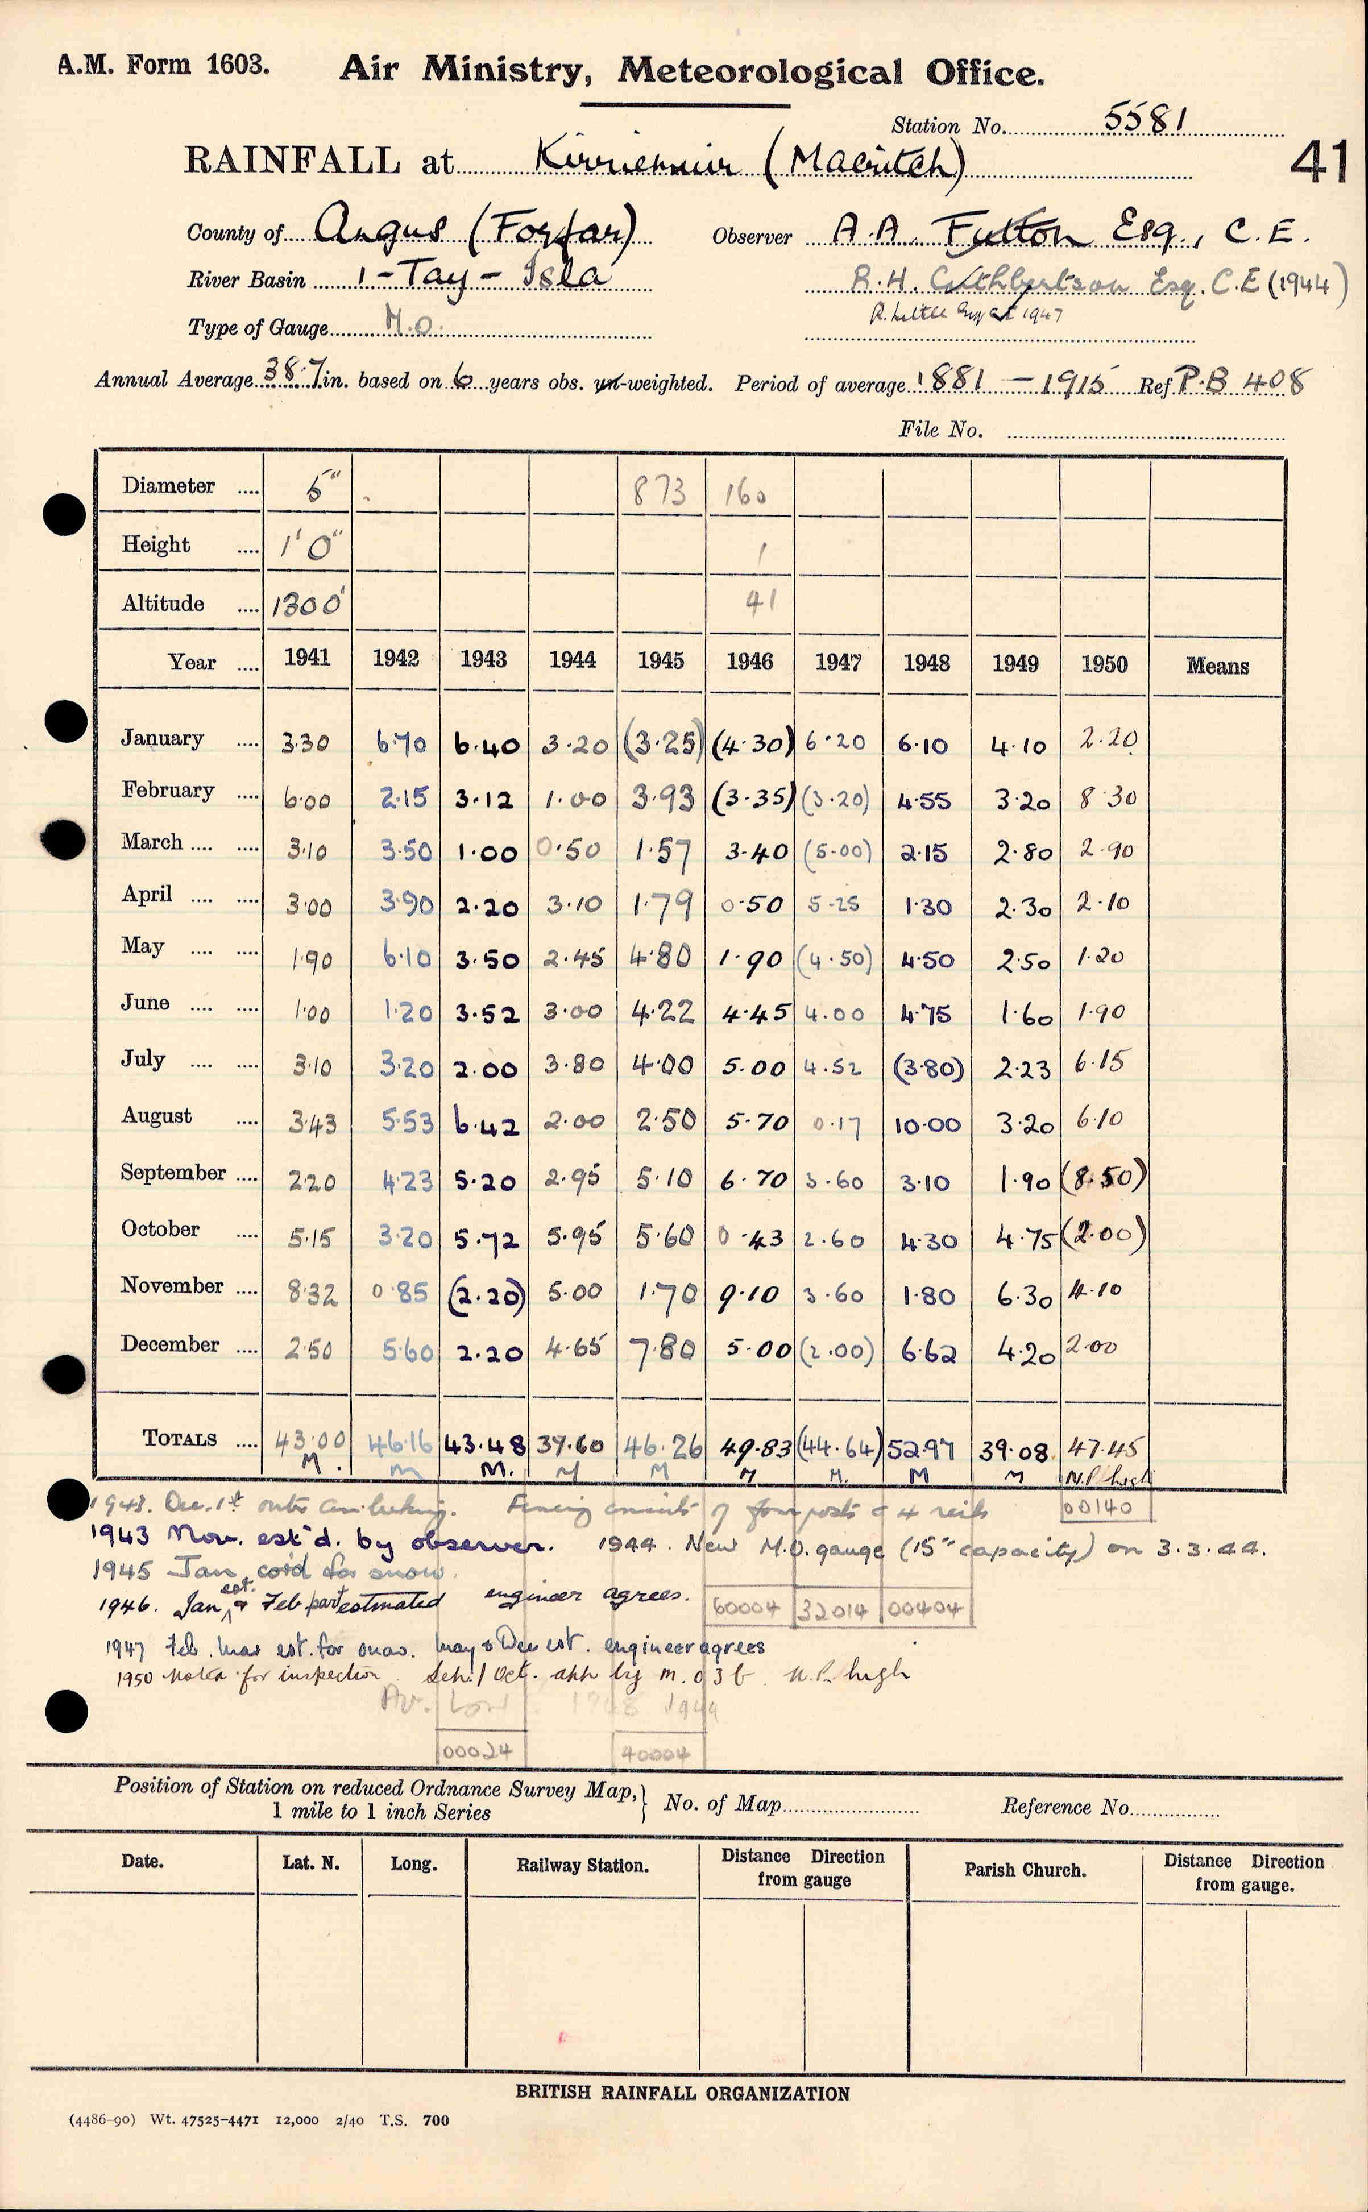 A.M. Form 1603. Air Ministry, Meteorological Office.
Station No. 5581
41
RAINFALL at Kirriemuir (Macritch)
County of Angus (Forfar) Observer A.A. Fulton Esq., C.E.
River Basin 1-Tay-Isla R.H. Cuthbertson Esq. C.E (1944)
Type of Gauge M.O. R. Little 1947
Annual Average 38.7 in. based on 6 years obs. un-weighted. Period of average 1881 - 1915 Ref P.B 408
File No.
Diameter .... 5" 873 160
Height .... 1' 0" 1
Altitude .... 1300' 41
Year .... 1941 1942 1943 1944 1945 1946 1947 1948 1949 1950 Means
January .... 3.30 6.70 6.40 3.20 (3.25) (4.30) 6.20 6.10 4.10 2.20
February .... 6.00 2.15 3.12 1.00 3.93 (3.35) (3.20) 4.55 3.20 8.30
March .... .... 3.10 3.50 1.00 0.50 1.57 3.40 (5.00) 2.15 2.80 2.90
April .... .... 3.00 3.90 2.20 3.10 1.79 0.50 5.25 1.30 2.30 2.10
May .... .... 1.90 6.10 3.50 2.45 4.80 1.90 (4.50) 4.50 2.50 1.20
June .... .... 1.00 1.20 3.52 3.00 4.22 4.45 4.00 4.75 1.60 1.90
July .... .... 3.10 3.20 2.00 3.80 4.00 5.00 4.52 (3.80) 2.23 6.15
August .... 3.43 5.53 6.42 2.00 2.50 5.70 0.17 10.00 3.20 6.10
September .... 2.20 4.23 5.20 2.95 5.10 6.70 3.60 3.10 1.90 (8.50)
October .... 5.15 3.20 5.72 5.95 5.60 0.43 2.60 4.30 4.75 (2.00)
November .... 8.32 0.85 (2.20) 5.00 1.70 9.10 3.60 1.80 6.30 4.10
December .... 2.50 5.60 2.20 4.65 7.80 5.00 (2.00) 6.62 4.20 2.00
TOTALS .... 43.00 46.16 43.48 37.60 46.26 49.83 (44.64) 52.97 39.08 47.45
M. M M. M M M M. M M N.P. high
Dec. 1st outer can leaking. Fencing consists of four posts & 4 rails 00140
1943 Nov. est'd. by observer. 1944. New M.O. gauge (15" capacity) on 3.3.44.
1945 Jan. cor'd for snow.
1946. Jan est. & Feb part estimated engineer agrees. 60004 32014 00404
1947 Feb. Mar est. for snow. May & Dec est. engineer agrees
1950 Noted for inspection. Sep./Oct. app by M.O 3 b. N.P. high
Av.
00024 40004
Position of Station on reduced Ordnance Survey Map, 1 mile to 1 inch Series } No. of Map Reference No.
Date. Lat. N. Long. Railway Station. Distance Direction from gauge Parish Church. Distance Direction from gauge.
BRITISH RAINFALL ORGANIZATION
(4486-90) Wt. 47525-4471 12,000 2/40 T.S. 700